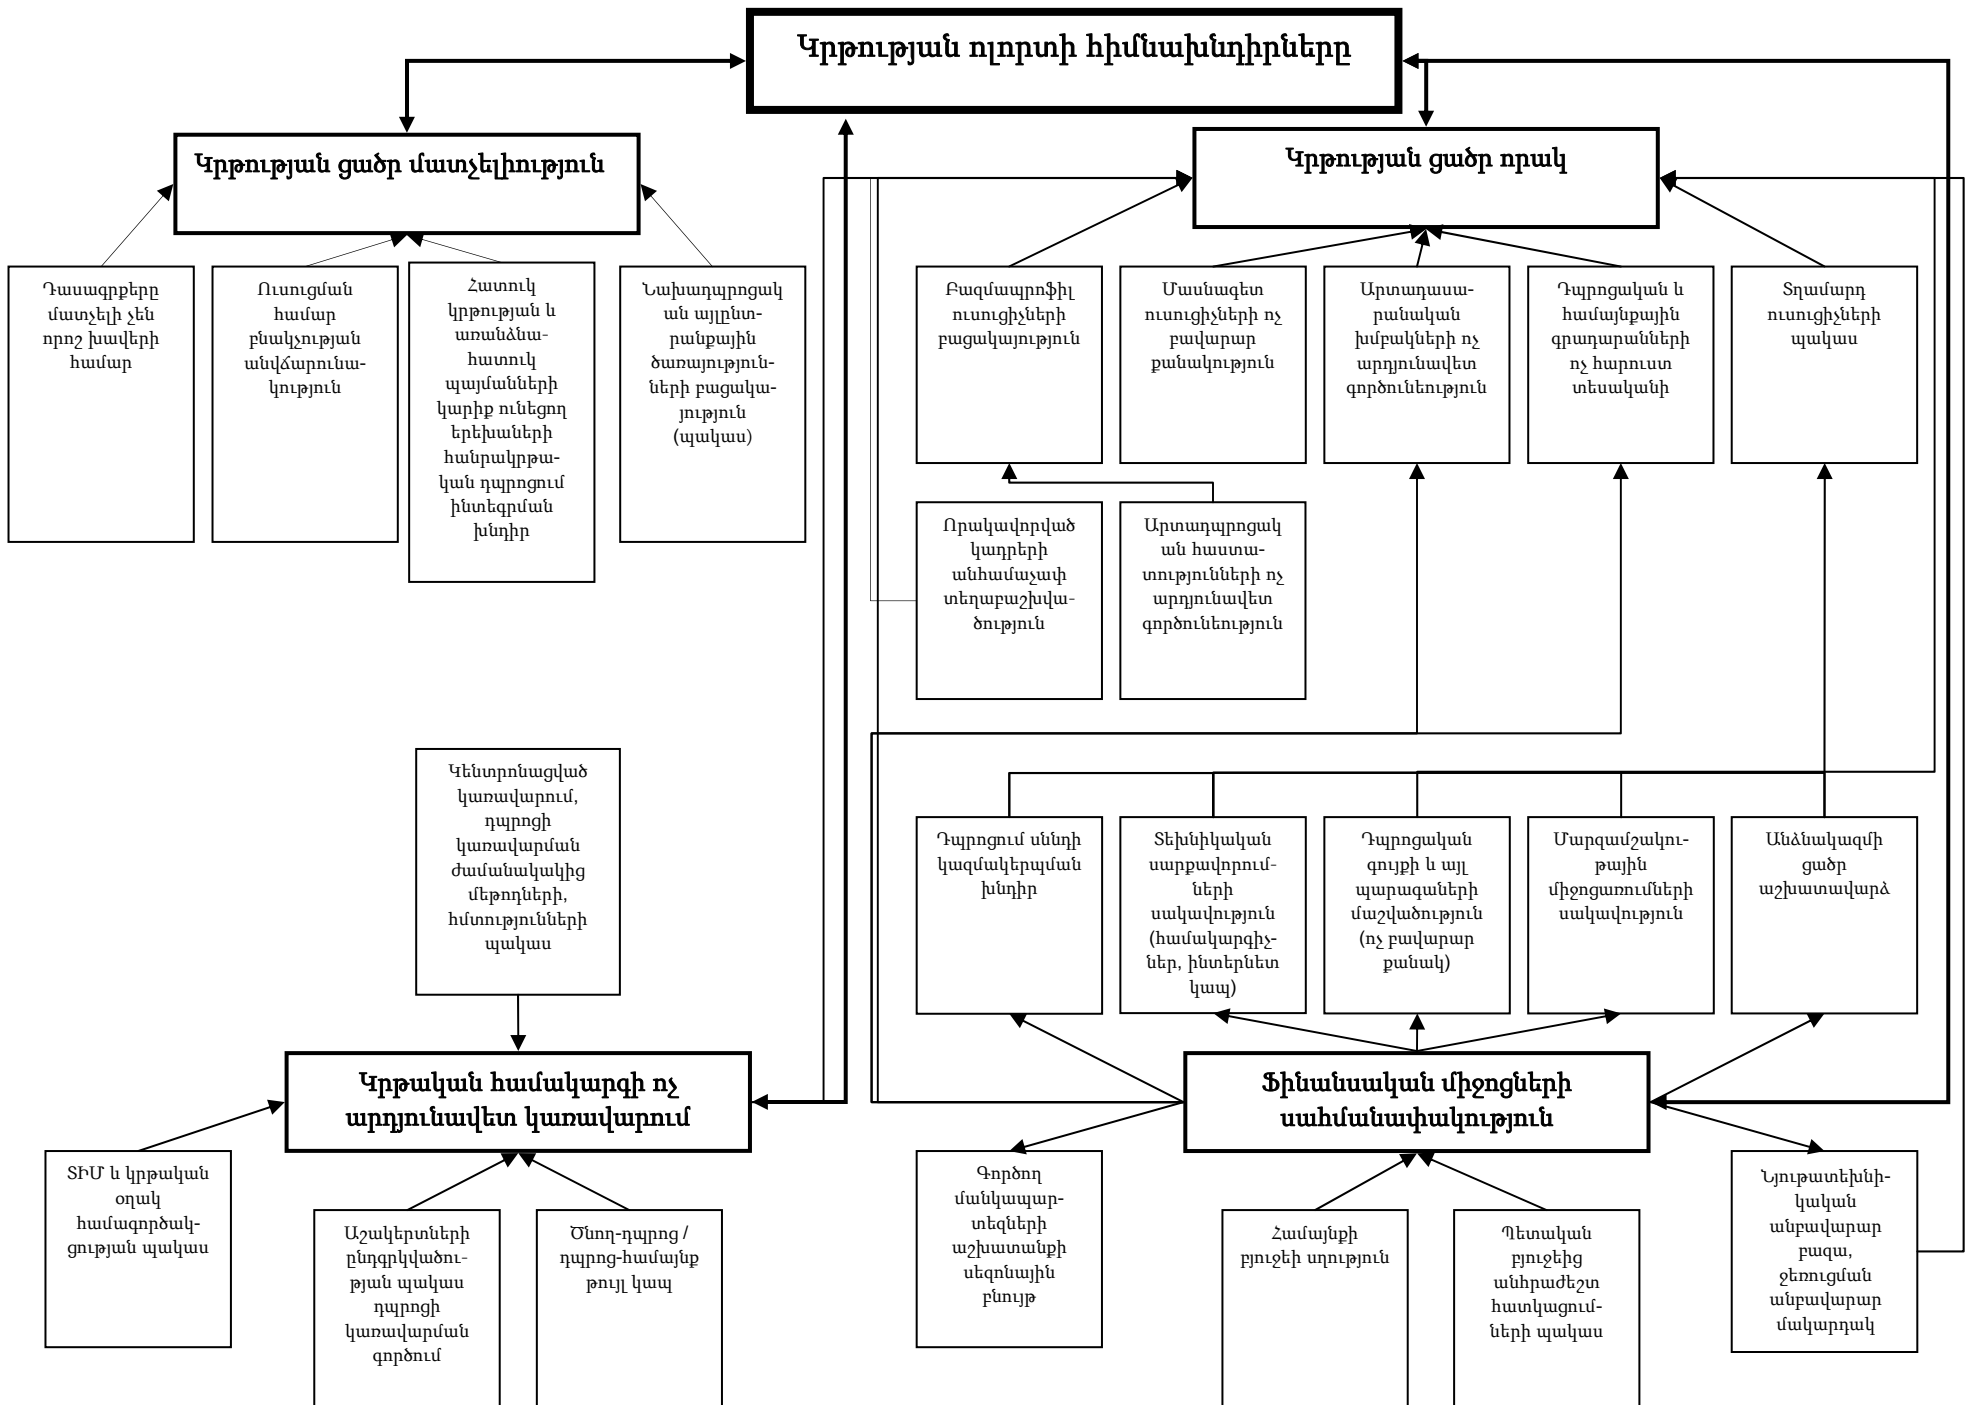 Կրթության ոլորտի հիմնախնդիրները
Կրթության ցածր մատչելիություն
Կրթության ցածր որակ
Դասագրքերը
մատչելի չեն
որոշ խավերի
համար
Ուսուցման
համար
բնակչության
անվճարունա-
կություն
Հատուկ
կրթության և
առանձնա-
հատուկ
պայմանների
կարիք ունեցող
երեխաների
հանրակրթա-
կան դպրոցում
ինտեգրման
խնդիր
Նախադպրոցակ
ան այլընտ-
րանքային
ծառայություն-
ների բացակա-
յություն
(պակաս)
Բազմապրոֆիլ
ուսուցիչների
բացակայություն
Մասնագետ
ուսուցիչների ոչ
բավարար
քանակություն
Արտադասա-
րանական
խմբակների ոչ
արդյունավետ
գործունեություն
Դպրոցական և
համայնքային
գրադարանների
ոչ հարուստ
տեսականի
Տղամարդ
ուսուցիչների
պակաս
Որակավորված
կադրերի
անհամաչափ
տեղաբաշխվա-
ծություն
Արտադպրոցակ
ան հաստա-
տությունների ոչ
արդյունավետ
գործունեություն
Կենտրոնացված
կառավարում,
դպրոցի
կառավարման
ժամանակակից
մեթոդների,
հմտությունների
պակաս
Դպրոցում սննդի
կազմակերպման
խնդիր
Տեխնիկական
սարքավորում-
ների
սակավություն
(համակարգիչ-
ներ, ինտերնետ
կապ)
Դպրոցական
գույքի և այլ
պարագաների
մաշվածություն
(ոչ բավարար
քանակ)
Մարզամշակու-
թային
միջոցառումների
սակավություն
Անձնակազմի
ցածր
աշխատավարձ
Կրթական համակարգի ոչ
արդյունավետ կառավարում
Ֆինանսական միջոցների
սահմանափակություն
ՏԻՄ և կրթական
օղակ
համագործակ-
ցության պակաս
Աշակերտների
ընդգրկվածու-
թյան պակաս
դպրոցի
կառավարման
գործում
Ծնող-դպրոց /
դպրոց-համայնք
թույլ կապ
Գործող
մանկապար-
տեզների
աշխատանքի
սեզոնային
բնույթ
Համայնքի
բյուջեի սղություն
Պետական
բյուջեից
անհրաժեշտ
հատկացում-
ների պակաս
Նյութատեխնի-
կական
անբավարար
բազա,
ջեռուցման
անբավարար
մակարդակ